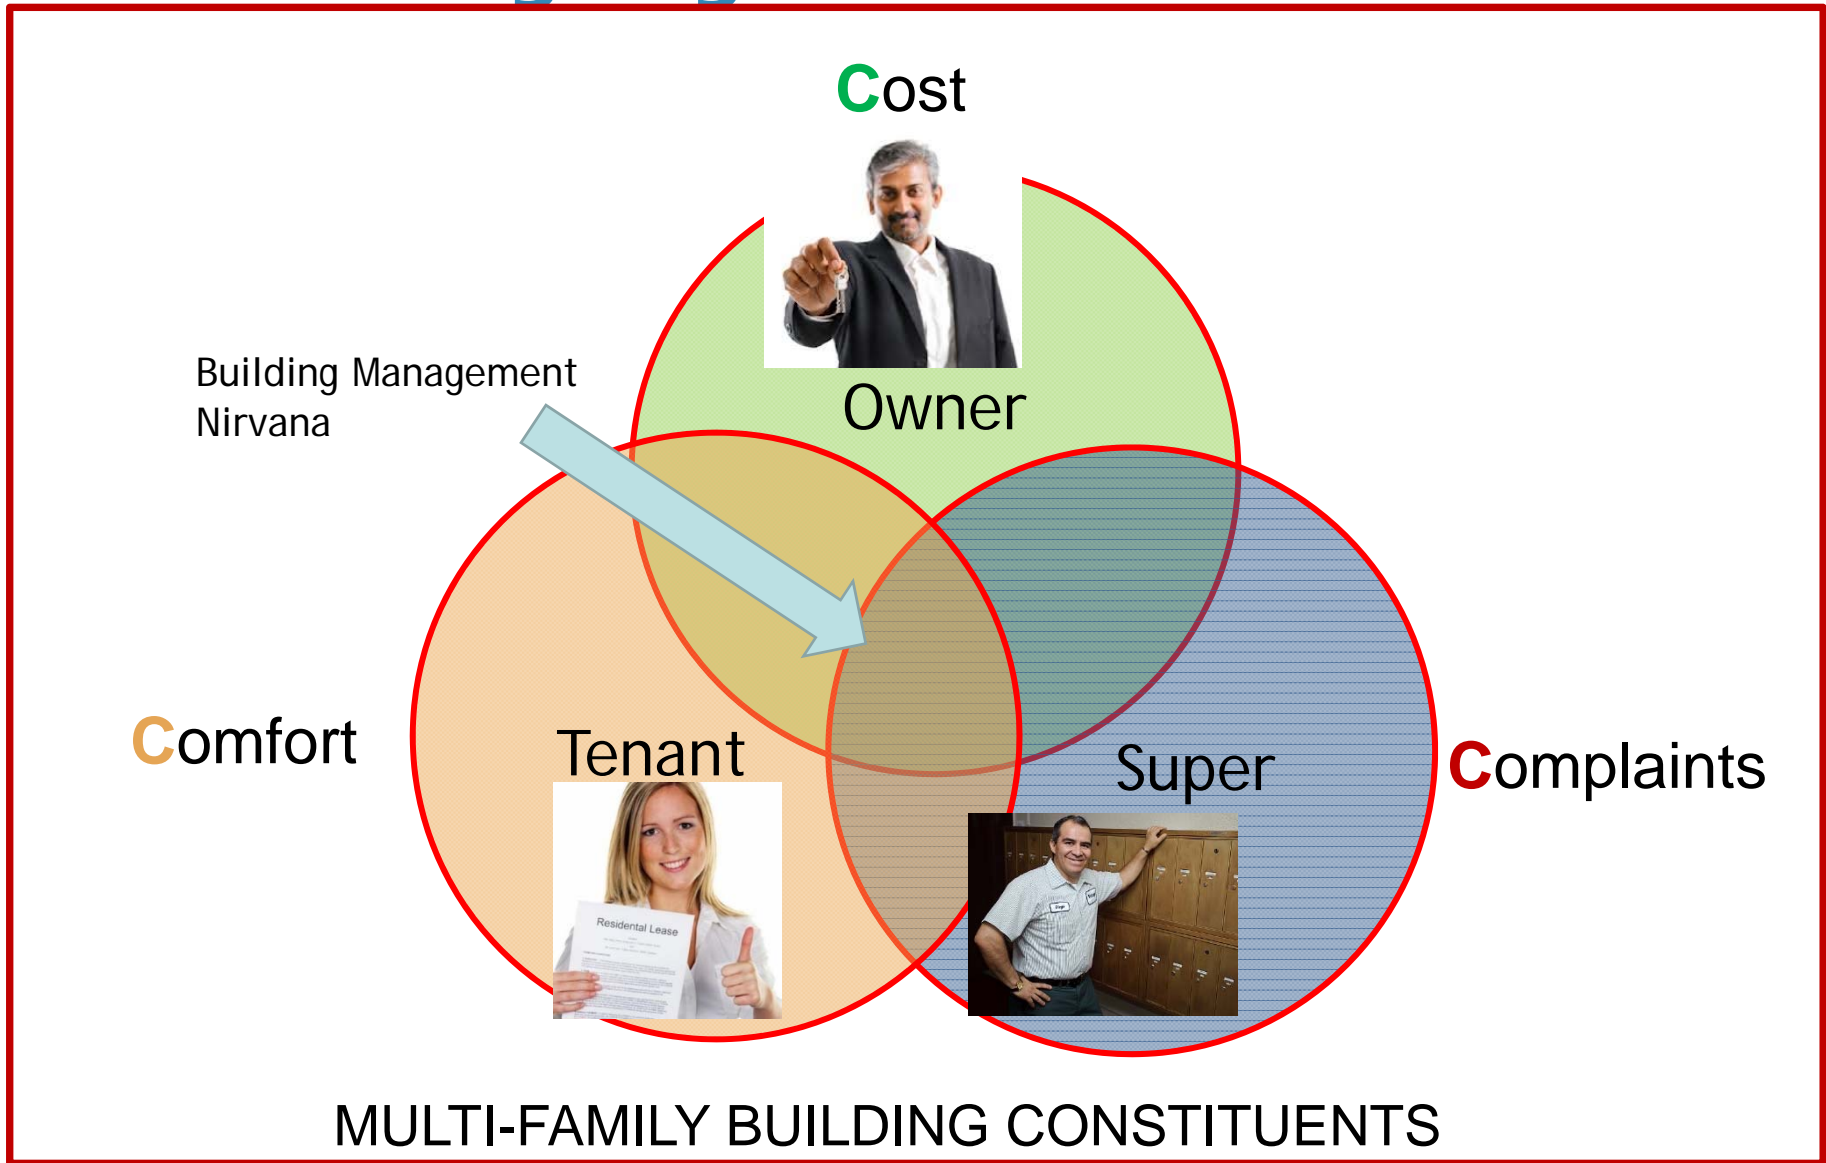 Cost
Building Management
Nirvana
Owner
Comfort
Tenant
Super
Complaints
Residental Lease
MULTI-FAMILY BUILDING CONSTITUENTS